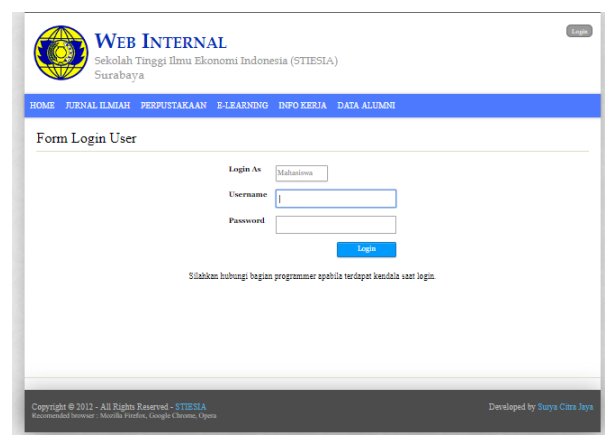 Login
WEB INTERNAL
Sekolah Tinggi Ilmu Ekonomi Indonesia (STIESIA)
Surabaya
HOME JURNAL ILMIAH PERPUSTAKAAN E-LEARNING INFO KERJA DATA ALUMNI
Form Login User
Login As Mahasiswa
Username
Password
Login
Silahkan hubungi bagian programmer apabila terdapat kendala saat login.
Copyright © 2012 - All Rights Reserved - STIESIA
Recomended browser : Mozilla Firefox, Google Chrome, Opera
Developed by Surya Citra Jaya